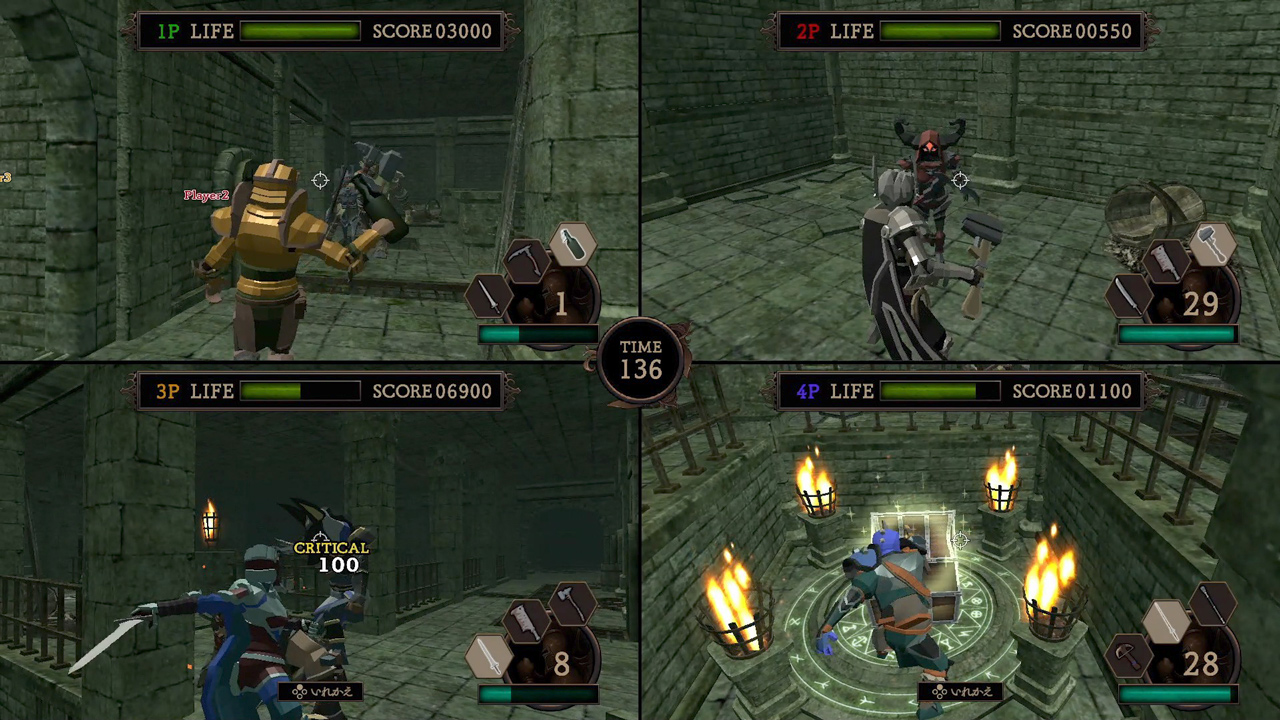 1P LIFE SCORE 03000
2P LIFE SCORE 00550
r3
Player2
1
29
TIME
136
3P LIFE SCORE 06900
4P LIFE SCORE 01100
CRITICAL
100
8
28
いれかえ
いれかえ